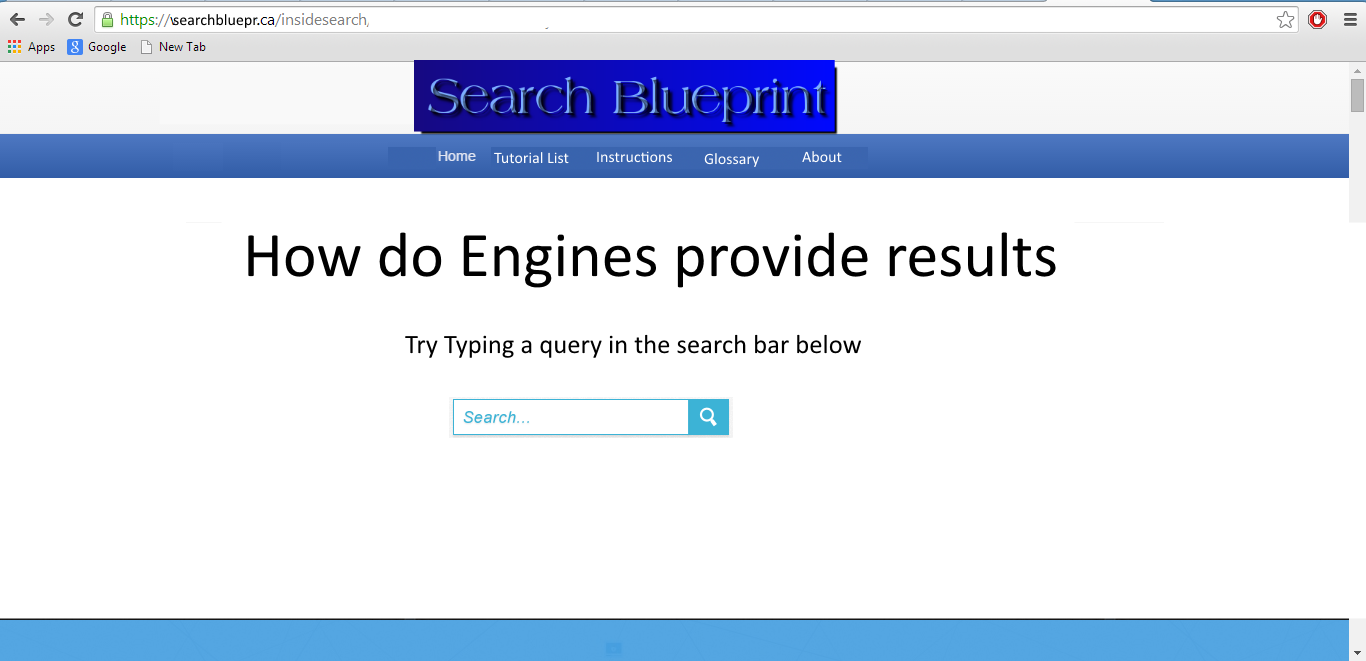 https://searchbluepr.ca/insidesearch,
Apps Google New Tab
Search Blueprint
Home Tutorial List Instructions Glossary About
How do Engines provide results
Try Typing a query in the search bar below
Search...